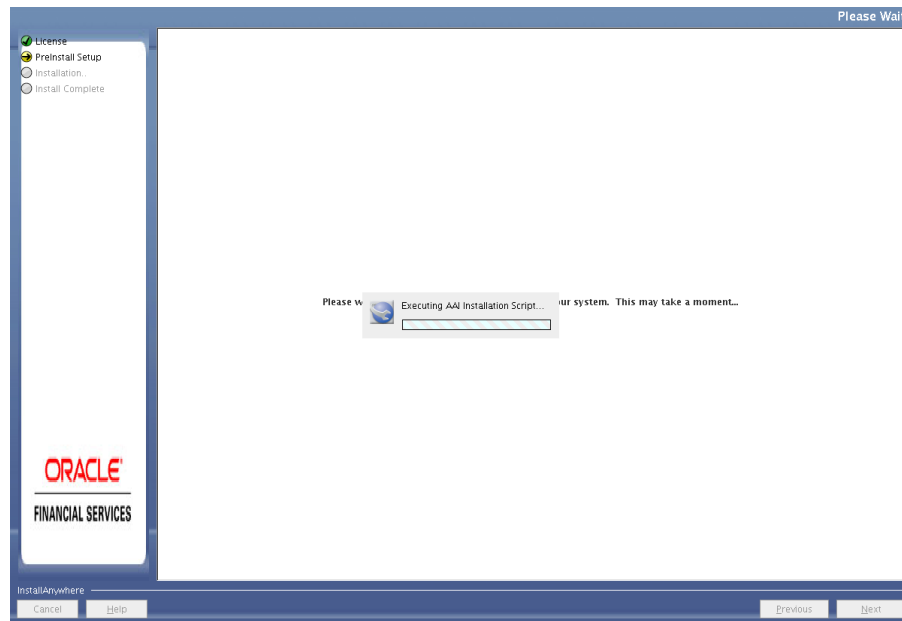 Please Wai
License
PreInstall Setup
Installation..
Install Complete
Please w
ur system. This may take a moment...
Executing AAI Installation Script...
ORACLE
FINANCIAL SERVICES
InstallAnywhere
Cancel
Help
Previous
Next